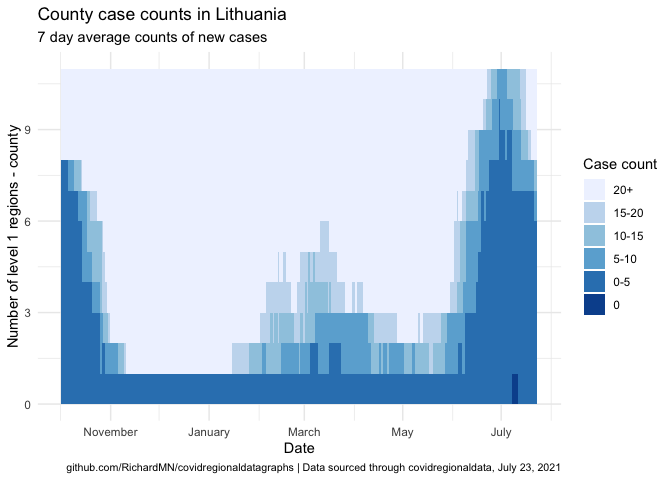 County case counts in Lithuania
7 day average counts of new cases
Number of level 1 regions - county
9
6
3
0
November
January
March
May
July
Date
Case count
20+
15-20
10-15
5-10
0-5
0
github.com/RichardMN/covidregionaldatagraphs | Data sourced through covidregionaldata, July 23, 2021